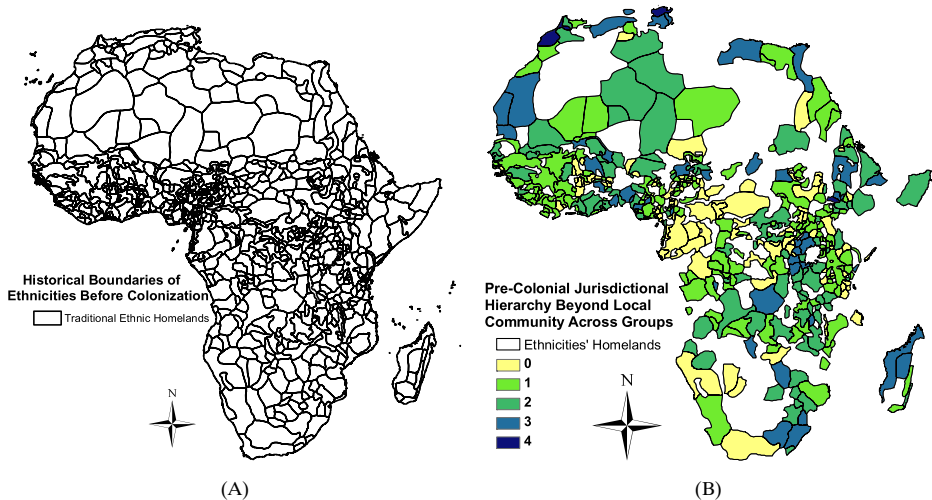 Historical Boundaries of
Ethnicities Before Colonization
Traditional Ethnic Homelands
N
(A)
Pre-Colonial Jurisdictional
Hierarchy Beyond Local
Community Across Groups
Ethnicities' Homelands
0
1
2
3
4
N
(B)